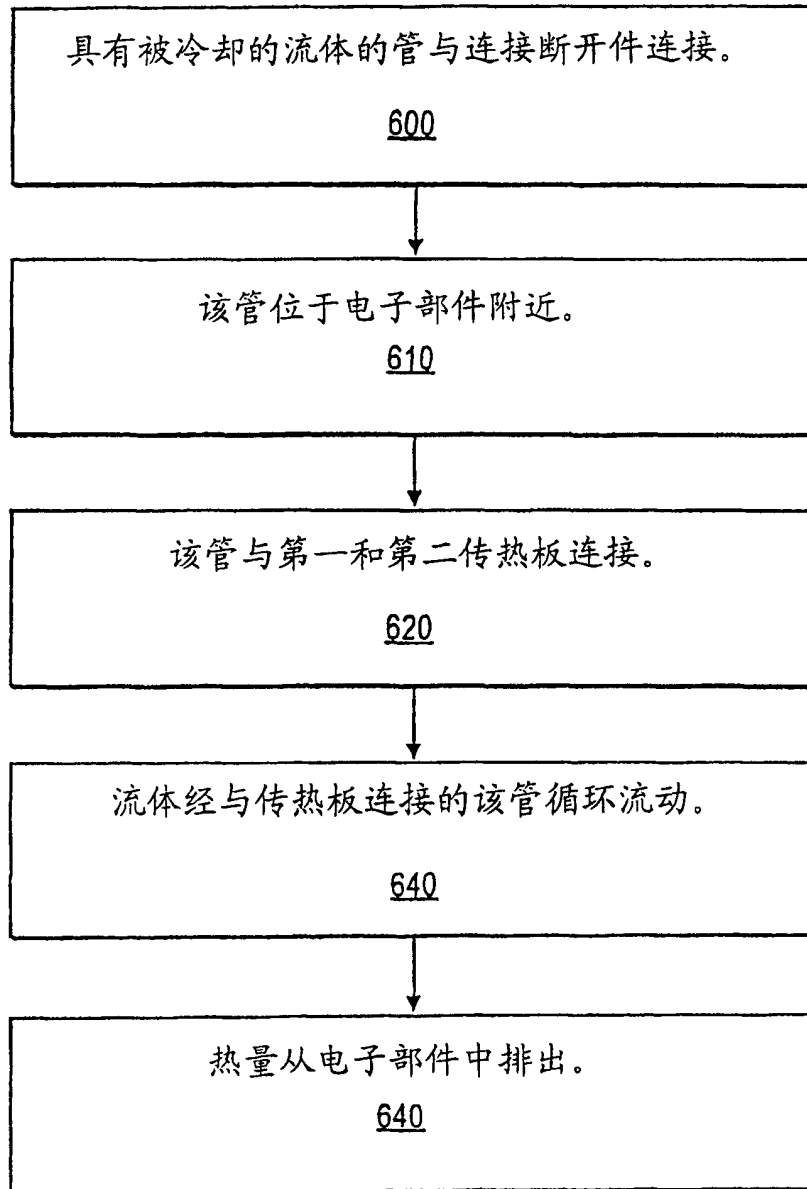 具有被冷却的流体的管与连接断开件连接。
600
该管位于电子部件附近。
610
该管与第一和第二传热板连接。
620
流体经与传热板连接的该管循环流动。
640
热量从电子部件中排出。
640